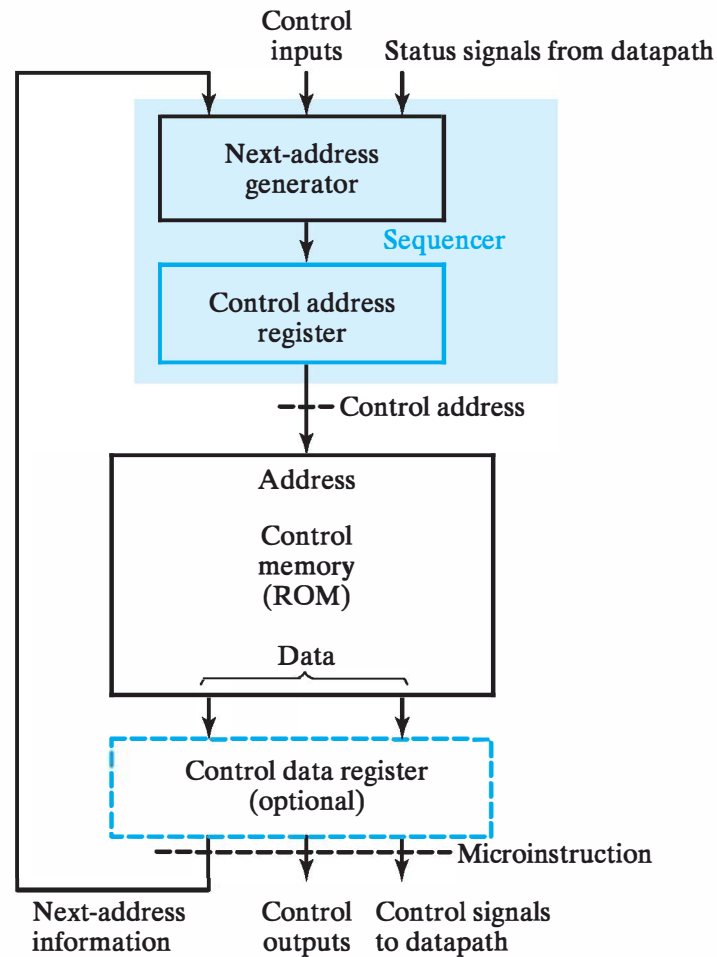 Control
inputs
Status signals from datapath
Next-address
generator
Sequencer
Control address
register
Control address
Address
Control
memory
(ROM)
Data
Control data register
(optional)
Microinstruction
Next-address
information
Control
outputs
Control signals
to datapath